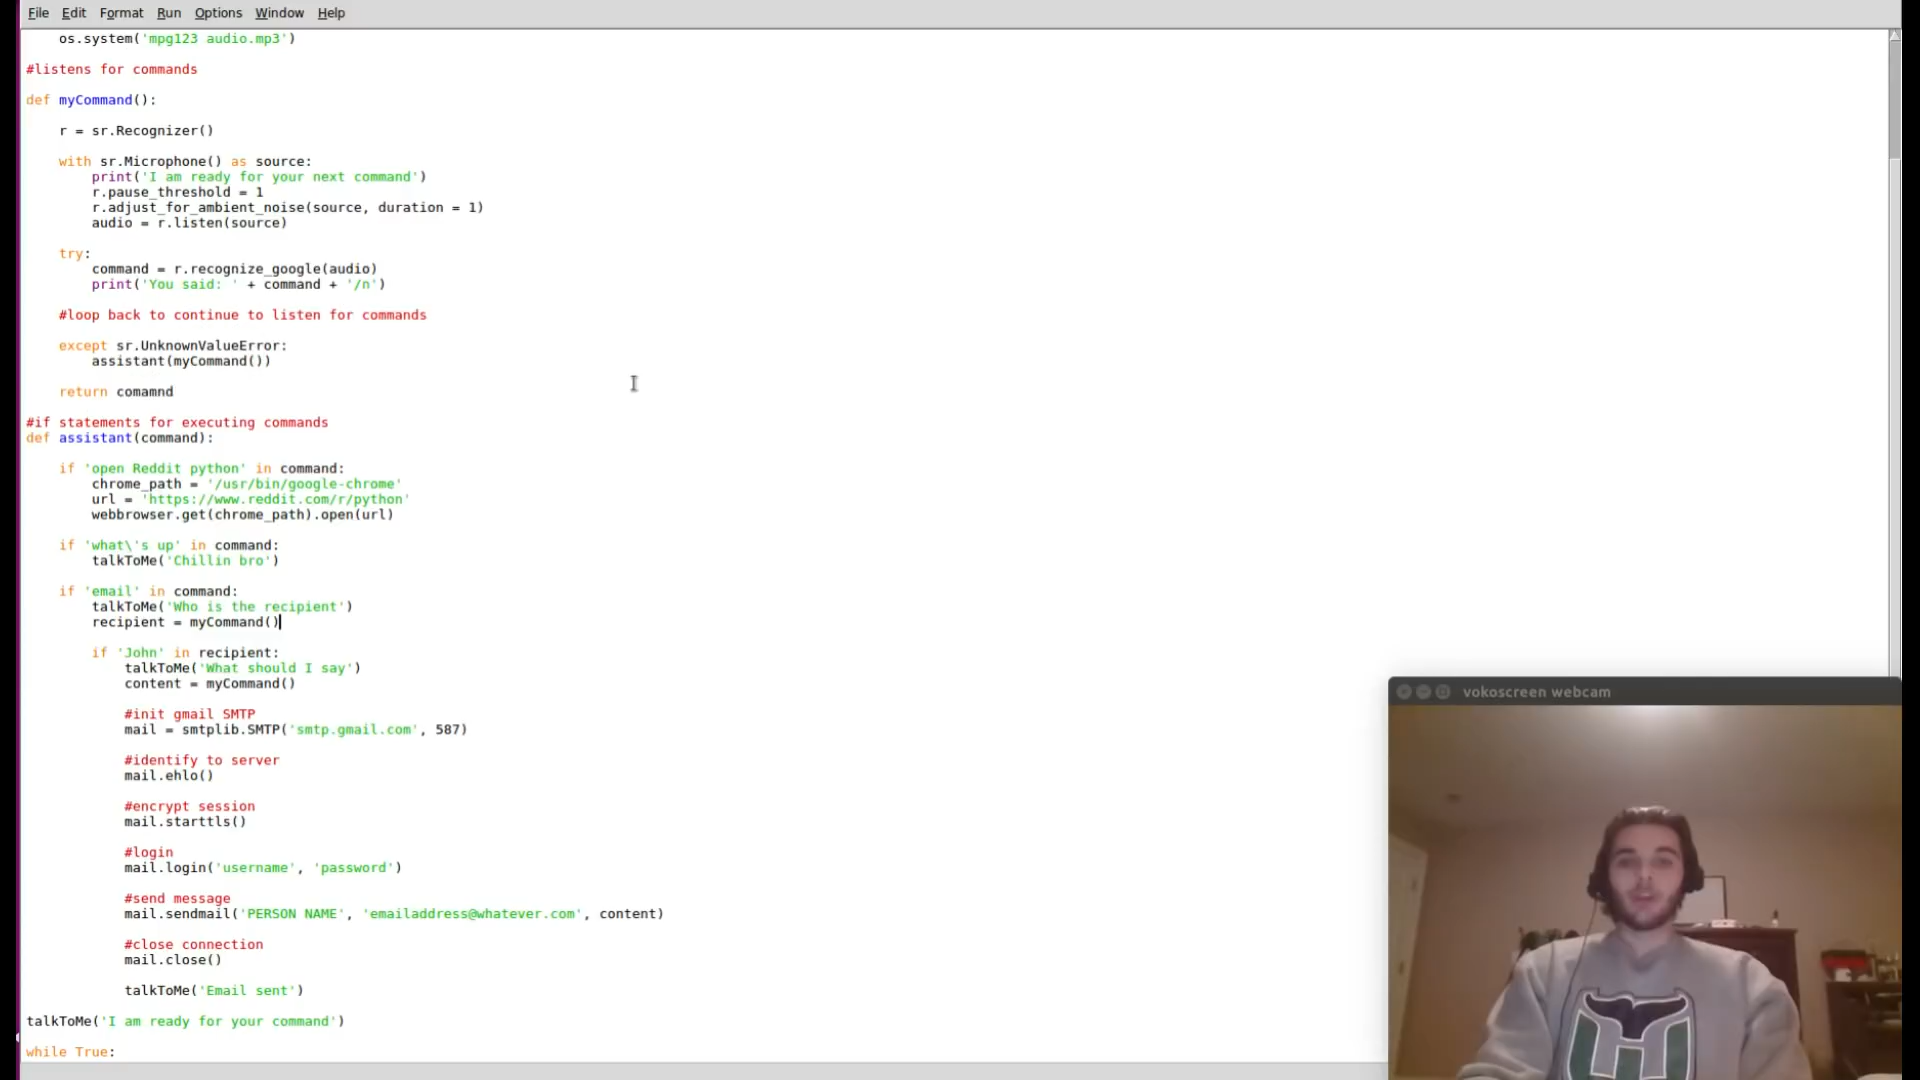 File Edit Format Run Options Window Help
os.system('mpg123 audio.mp3')
#listens for commands
def myCommand():
r = sr.Recognizer()
with sr.Microphone() as source:
print('I am ready for your next command')
r.pause_threshold = 1
r.adjust_for_ambient_noise(source, duration = 1)
audio = r.listen(source)
try:
command = r.recognize_google(audio)
print('You said: ' + command + '/n')
#loop back to continue to listen for commands
except sr.UnknownValueError:
assistant(myCommand())
return comamnd
#if statements for executing commands
def assistant(command):
if 'open Reddit python' in command:
chrome_path = '/usr/bin/google-chrome'
url = 'https://www.reddit.com/r/python'
webbrowser.get(chrome_path).open(url)
if 'what\'s up' in command:
talkToMe('Chillin bro')
if 'email' in command:
talkToMe('Who is the recipient')
recipient = myCommand()
if 'John' in recipient:
talkToMe('What should I say')
content = myCommand()
#init gmail SMTP
mail = smtplib.SMTP('smtp.gmail.com', 587)
#identify to server
mail.ehlo()
#encrypt session
mail.starttls()
#login
mail.login('username', 'password')
#send message
mail.sendmail('PERSON NAME', 'emailaddress@whatever.com', content)
#close connection
mail.close()
talkToMe('Email sent')
talkToMe('I am ready for your command')
while True:
vokoscreen webcam